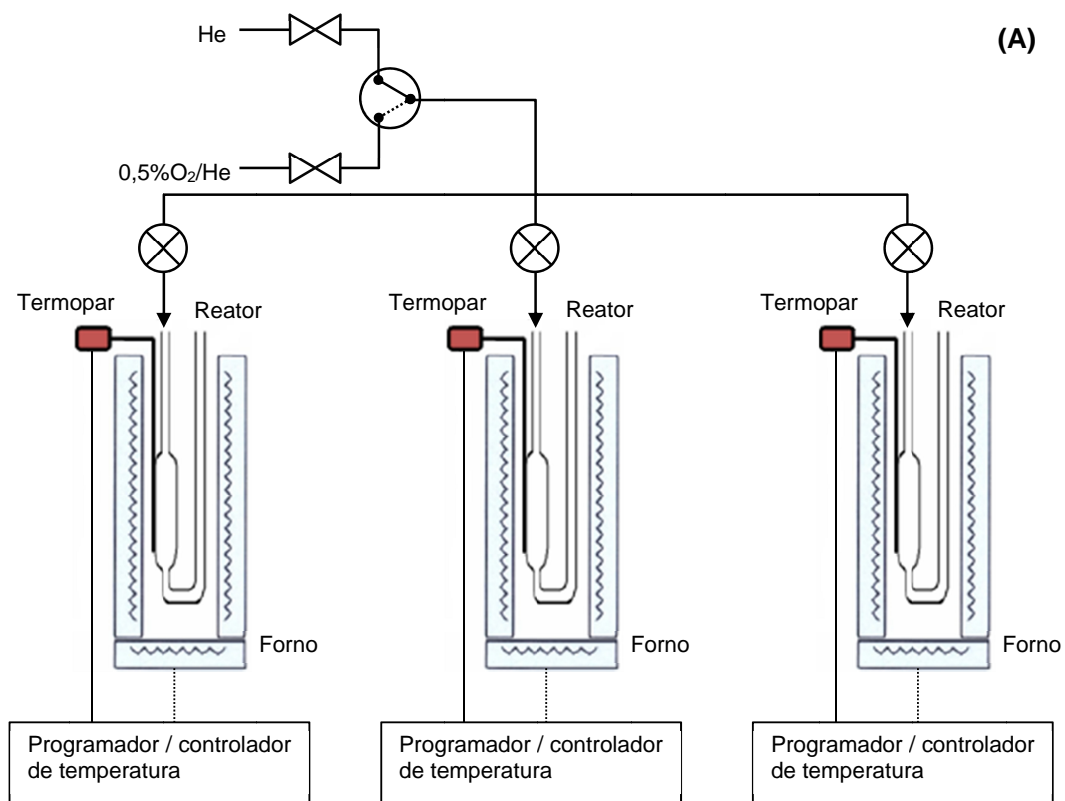 He
(A)
0,5%O₂/He
Termopar
Reator
Termopar
Reator
Termopar
Reator
Forno
Forno
Forno
Programador / controlador
de temperatura
Programador / controlador
de temperatura
Programador / controlador
de temperatura